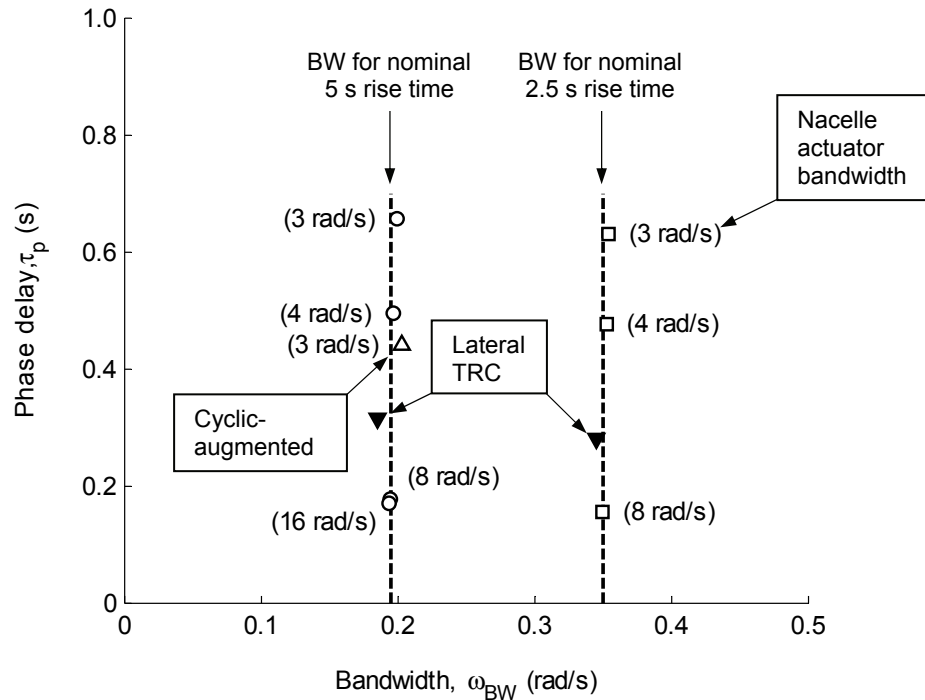 1.0
BW for nominal
5 s rise time
BW for nominal
2.5 s rise time
0.8
Nacelle
actuator
bandwidth
Phase delay,τp (s)
(3 rad/s)
(3 rad/s)
0.6
(4 rad/s)
(4 rad/s)
(3 rad/s)
Lateral
TRC
0.4
Cyclic-
augmented
0.2
(8 rad/s)
(16 rad/s)
(8 rad/s)
0
0
0.1
0.2
0.3
0.4
0.5
Bandwidth, ωBW (rad/s)